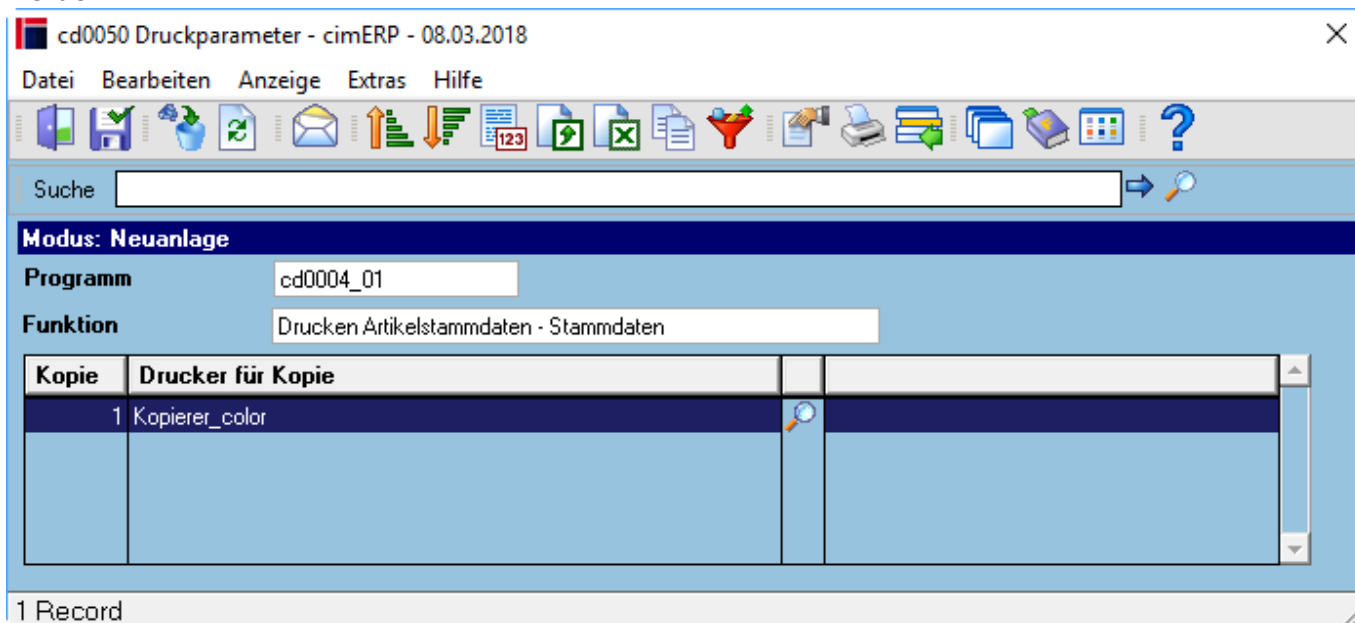 cd0050 Druckparameter - cimERP - 08.03.2018
Datei Bearbeiten Anzeige Extras Hilfe
123
Suche
Modus: Neuanlage
Programm cd0004_01
Funktion Drucken Artikelstammdaten - Stammdaten
Kopie Drucker für Kopie
1 Kopierer_color
1 Record